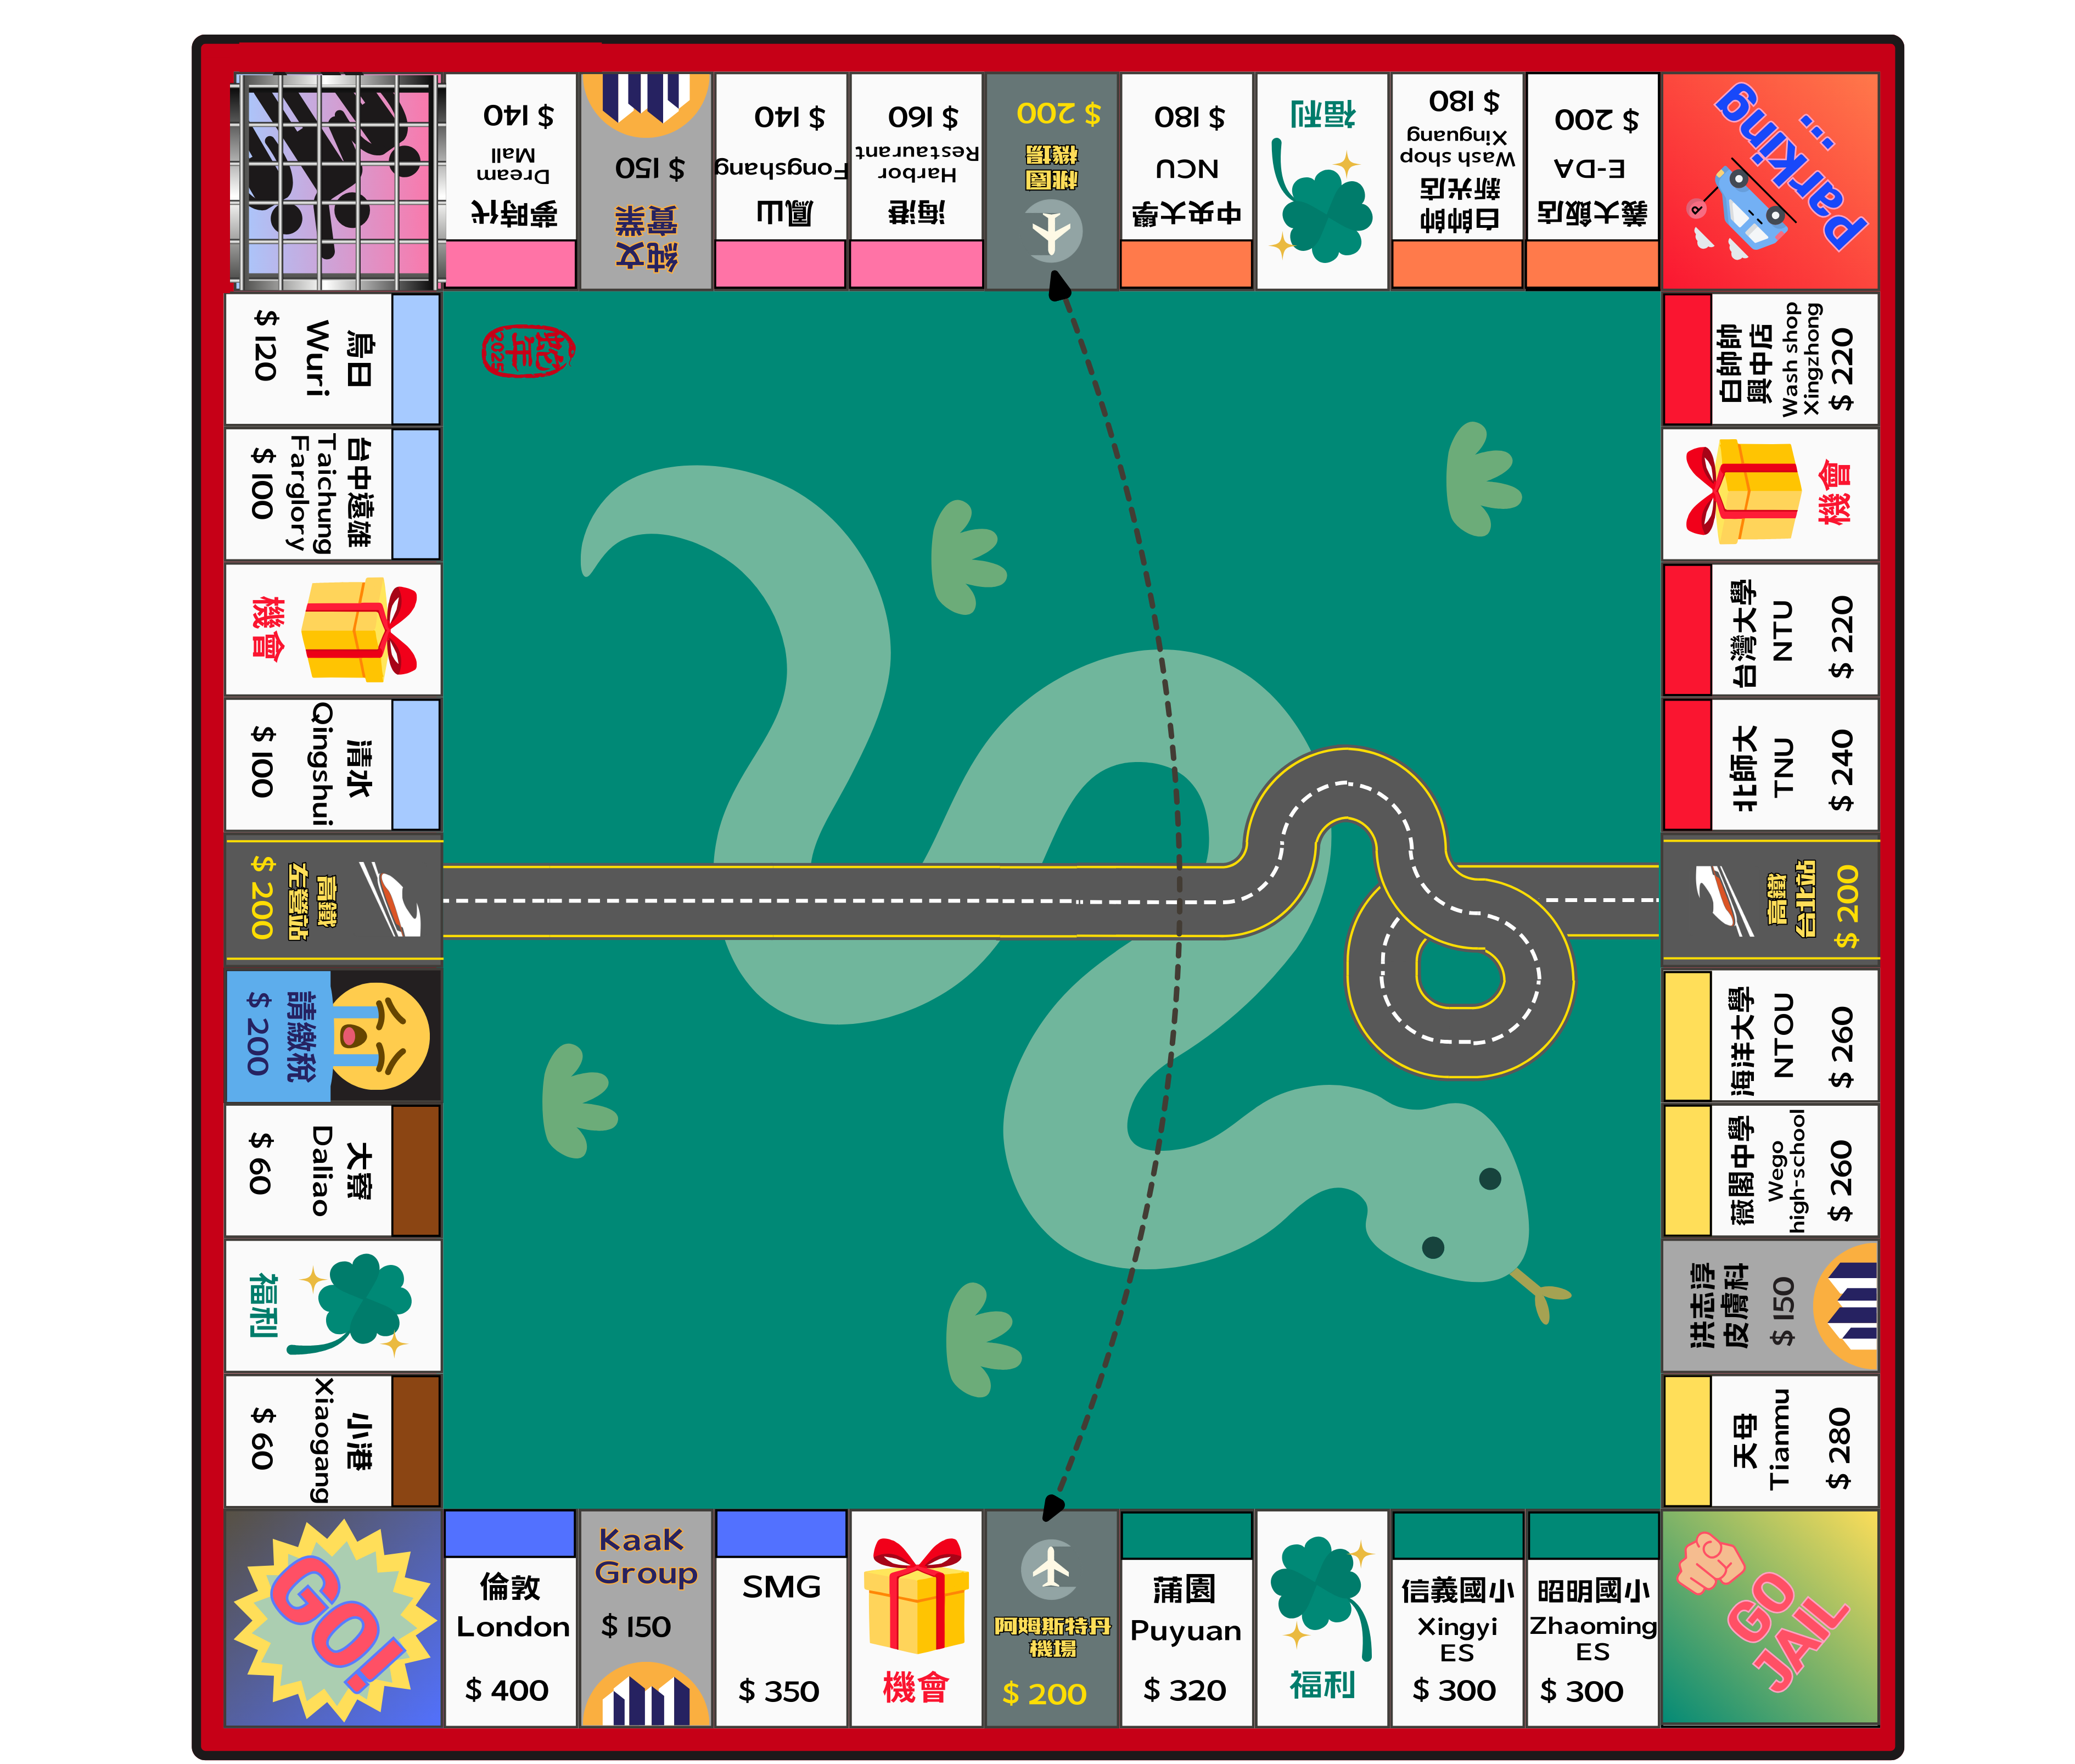 GO!
小港
Xiaogang
$ 60
福利
大寮
Daliao
$ 60
請繳稅
$ 200
高鐵
左營站
$ 200
清水
Qingshui
$ 100
機會
台中遠雄
Taichung
Farglory
$ 100
烏日
Wuri
$ 120
夢時代
Dream
Mall
$ 140
純文
實業
$ 150
鳳山
Fongshang
$ 140
海港
Harbor
Restaurant
$ 160
桃園
機場
$ 200
中央大學
NCU
$ 180
福利
白帥帥
新光店
Wash shop
Xinguang
$ 180
義大飯店
E-DA
$ 200
Parking
...
P
白帥帥
興中店
Wash shop
Xingzhong
$ 220
機會
台灣大學
NTU
$ 220
北師大
TNU
$ 240
高鐵
台北站
$ 200
海洋大學
NTOU
$ 260
薇閣中學
Wego
high-school
$ 260
洪志淳
皮膚科
$ 150
天母
Tianmu
$ 280
GO
JAIL
昭明國小
Zhaoming
ES
$ 300
信義國小
Xingyi
ES
$ 300
福利
蒲園
Puyuan
$ 320
阿姆斯特丹
機場
$ 200
機會
SMG
$ 350
KaaK
Group
$ 150
倫敦
London
$ 400
蛇年
2025